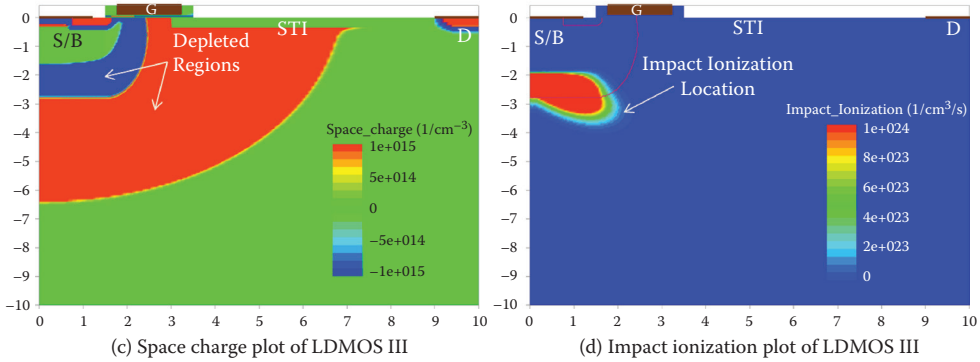 G
S/B
STI
D
Depleted
Regions
Space_charge (1/cm⁻³)
1e+015
5e+014
0
−5e+014
−1e+015
0
−1
−2
−3
−4
−5
−6
−7
−8
−9
−10
0 1 2 3 4 5 6 7 8 9 10
(c) Space charge plot of LDMOS III
G
S/B
STI
D
Impact Ionization
Location
Impact_Ionization (1/cm³/s)
1e+024
8e+023
6e+023
4e+023
2e+023
0
0
−1
−2
−3
−4
−5
−6
−7
−8
−9
−10
0 1 2 3 4 5 6 7 8 9 10
(d) Impact ionization plot of LDMOS III